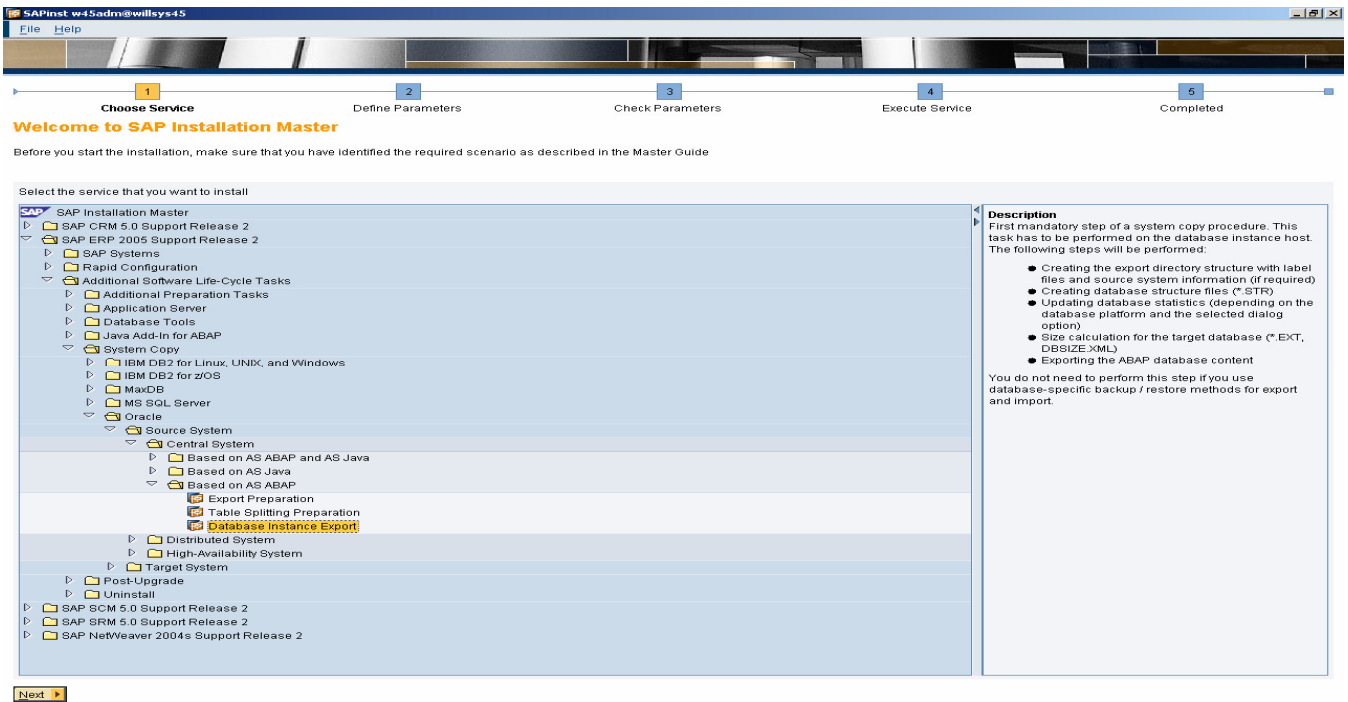 SAPinst w45adm@willsys45
File Help
1 2 3 4 5
Choose Service Define Parameters Check Parameters Execute Service Completed
Welcome to SAP Installation Master
Before you start the installation, make sure that you have identified the required scenario as described in the Master Guide
Select the service that you want to install
SAP SAP Installation Master
SAP CRM 5.0 Support Release 2
SAP ERP 2005 Support Release 2
SAP Systems
Rapid Configuration
Additional Software Life-Cycle Tasks
Additional Preparation Tasks
Application Server
Database Tools
Java Add-In for ABAP
System Copy
IBM DB2 for Linux, UNIX, and Windows
IBM DB2 for z/OS
MaxDB
MS SQL Server
Oracle
Source System
Central System
Based on AS ABAP and AS Java
Based on AS Java
Based on AS ABAP
Export Preparation
Table Splitting Preparation
Database Instance Export
Distributed System
High-Availability System
Target System
Post-Upgrade
Uninstall
SAP SCM 5.0 Support Release 2
SAP SRM 5.0 Support Release 2
SAP NetWeaver 2004s Support Release 2
Description
First mandatory step of a system copy procedure. This
task has to be performed on the database instance host.
The following steps will be performed:
● Creating the export directory structure with label
files and source system information (if required)
● Creating database structure files (*.STR)
● Updating database statistics (depending on the
database platform and the selected dialog
option)
● Size calculation for the target database (*.EXT,
DBSIZE.XML)
● Exporting the ABAP database content
You do not need to perform this step if you use
database-specific backup / restore methods for export
and import.
Next